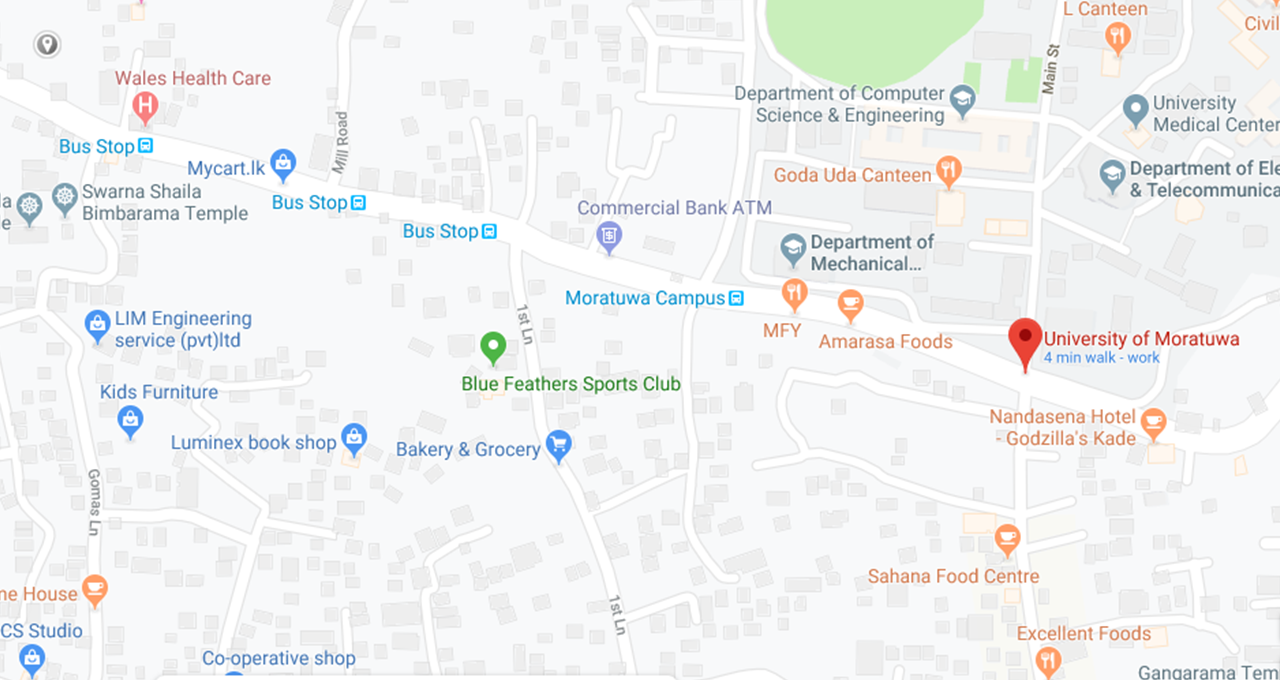 L Canteen
Civil
Main St
Wales Health Care
Department of Computer
Science & Engineering
University
Medical Center
Bus Stop
Mill Road
Mycart.lk
Goda Uda Canteen
Department of Ele
& Telecommunica
Swarna Shaila
Bimbarama Temple
la
e
Bus Stop
Commercial Bank ATM
Bus Stop
Department of
Mechanical...
Moratuwa Campus
LIM Engineering
service (pvt)ltd
1st Ln
MFY
Amarasa Foods
University of Moratuwa
4 min walk - work
Blue Feathers Sports Club
Kids Furniture
Nandasena Hotel
- Godzilla's Kade
Luminex book shop
Bakery & Grocery
Gomas Ln
Sahana Food Centre
me House
1st Ln
CS Studio
Excellent Foods
Co-operative shop
Gangarama Tem